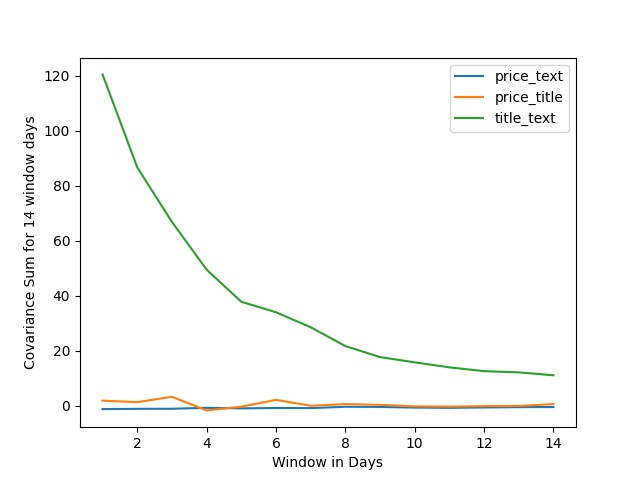 120
100
80
60
40
20
0
Covariance Sum for 14 window days
price_text
price_title
title_text
2 4 6 8 10 12 14
Window in Days